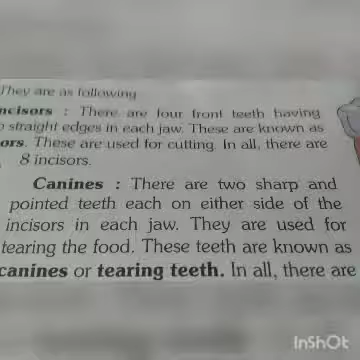 They are as following
ncisors : There are four front teeth having
straight edges in each jaw. These are known as
ors. These are used for cutting. In all, there are
8 incisors.
Canines : There are two sharp and
pointed teeth each on either side of the
incisors in each jaw. They are used for
tearing the food. These teeth are known as
canines or tearing teeth. In all, there are
InShOt